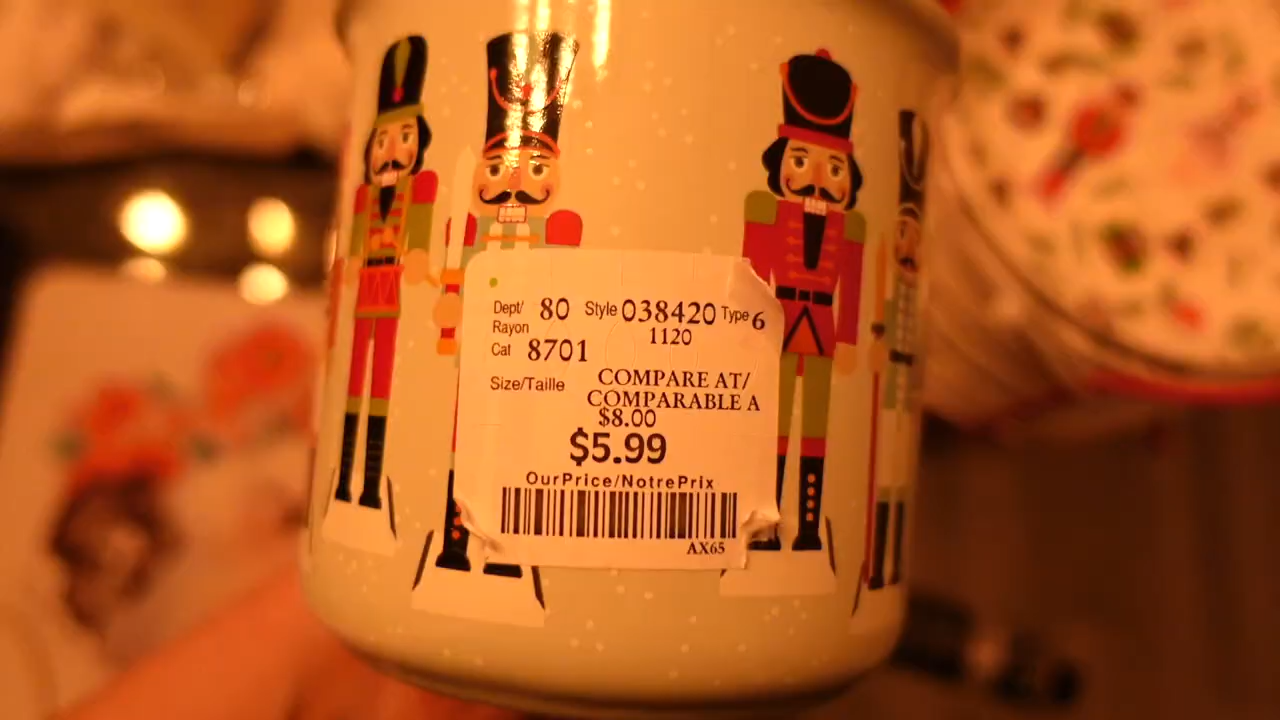 Dept/ 80 Style 038420 Type 6
Rayon 1120
Cat 8701
Size/Taille COMPARE AT/
COMPARABLE A
$8.00
$5.99
OurPrice/NotrePrix
AX65